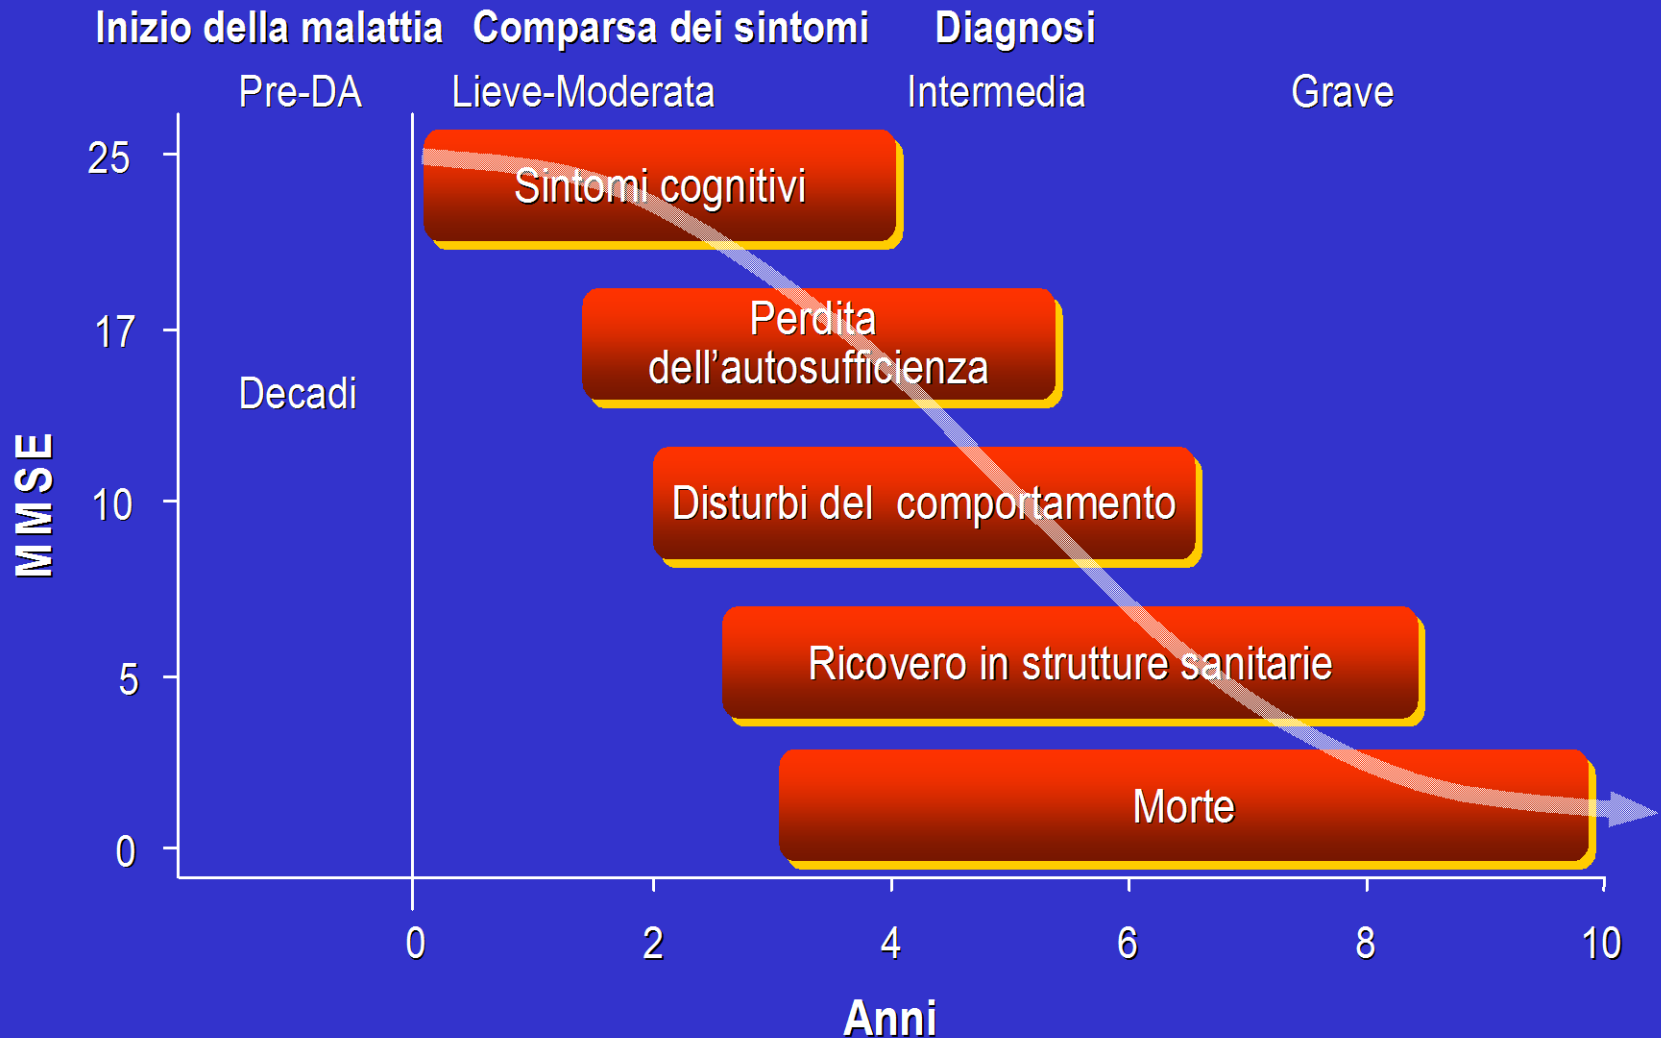 Inizio della malattia Comparsa dei sintomi Diagnosi
Pre-DA Lieve-Moderata Intermedia Grave
25
Sintomi cognitivi
17
Perdita
dell’autosufficienza
Decadi
MMSE
10
Disturbi del comportamento
5
Ricovero in strutture sanitarie
Morte
0
0 2 4 6 8 10
Anni